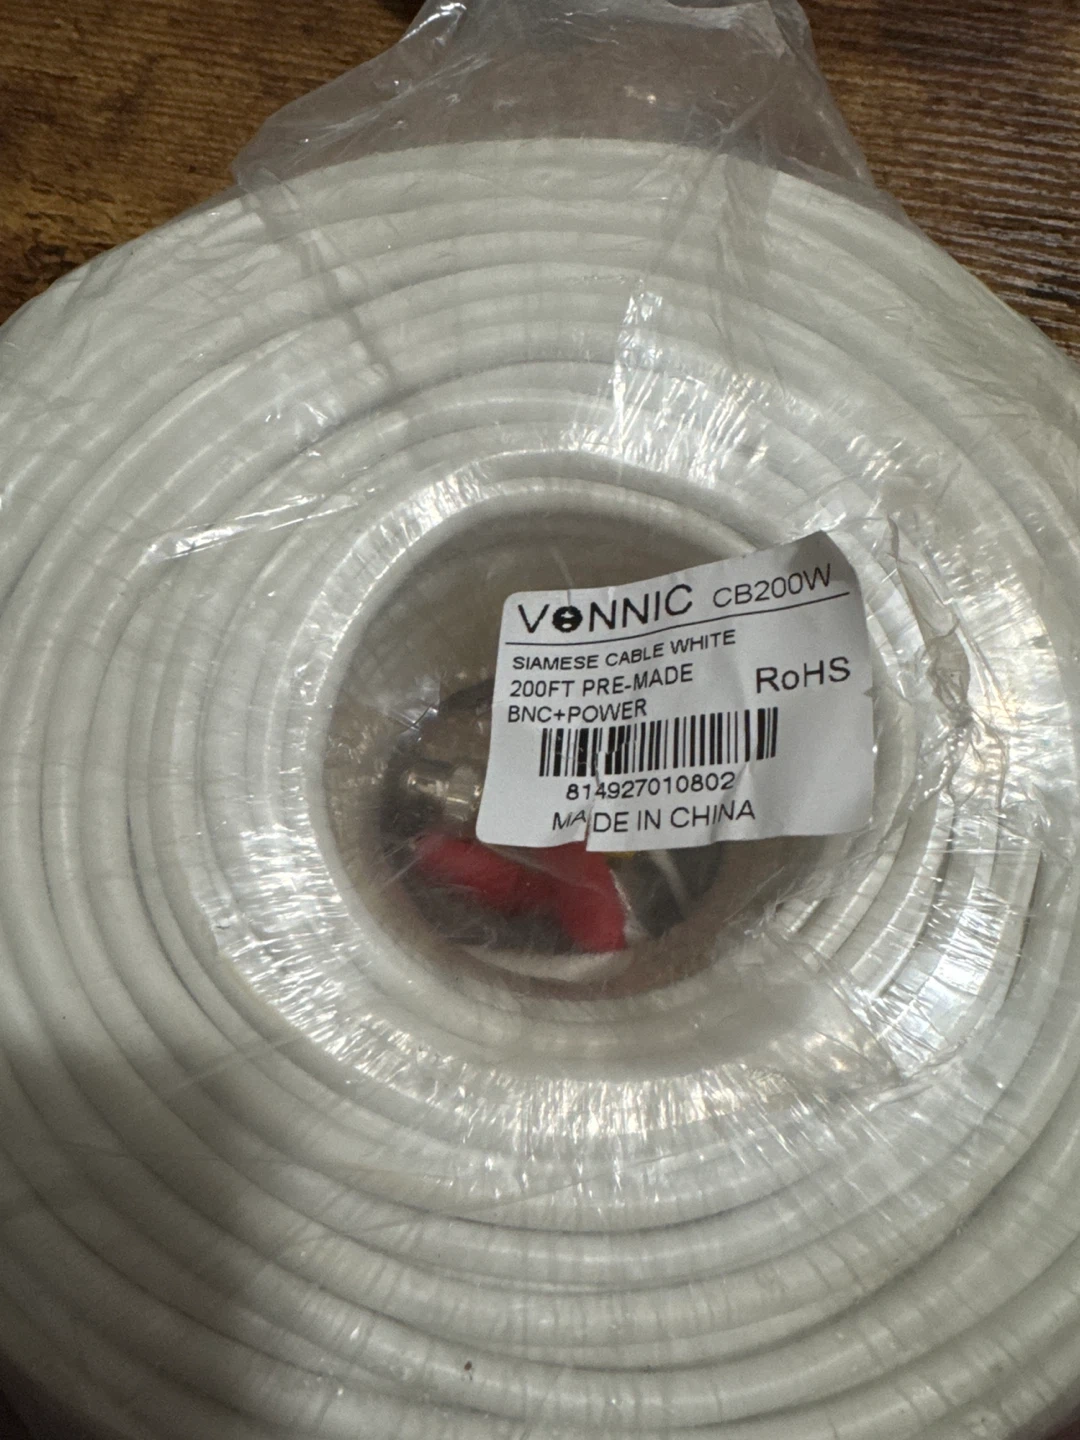 VONNIC CB200W
SIAMESE CABLE WHITE
200FT PRE-MADE RoHS
BNC+POWER
814927010802
MADE IN CHINA